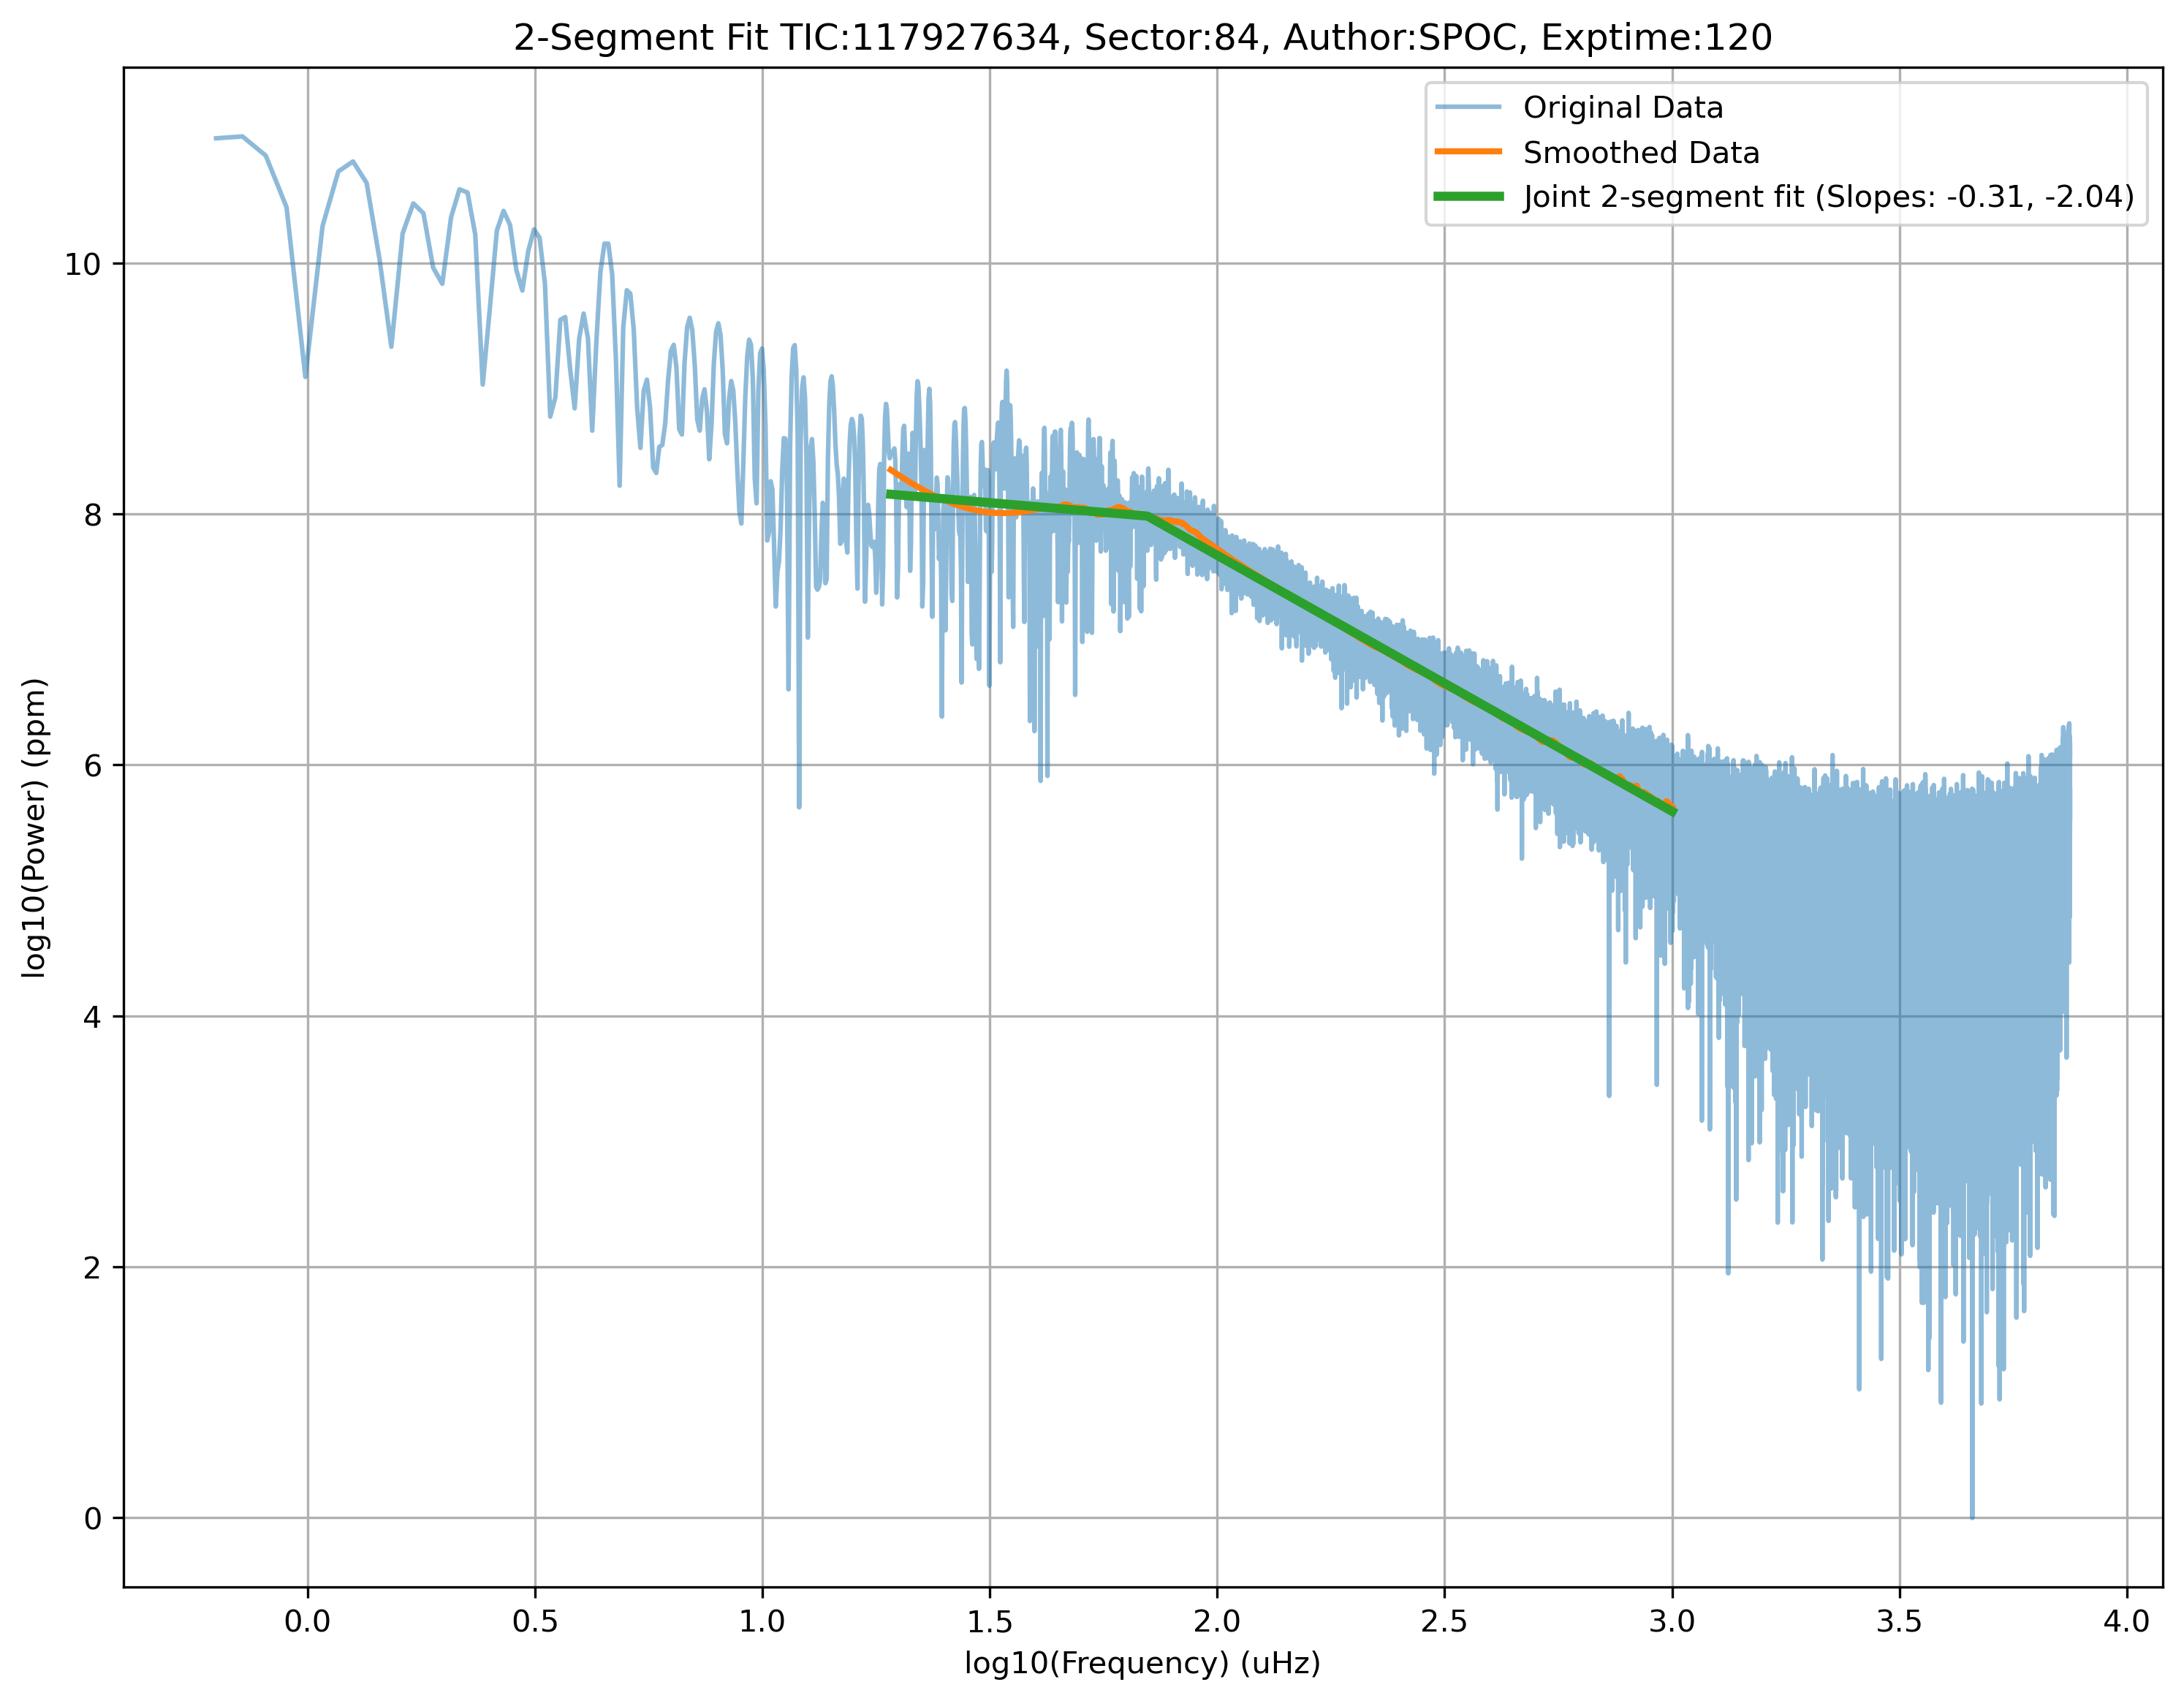 2-Segment Fit TIC:117927634, Sector:84, Author:SPOC, Exptime:120
Original Data
Smoothed Data
Joint 2-segment fit (Slopes: -0.31, -2.04)
log10(Power) (ppm)
10
8
6
4
2
0
0.0 0.5 1.0 1.5 2.0 2.5 3.0 3.5 4.0
log10(Frequency) (uHz)